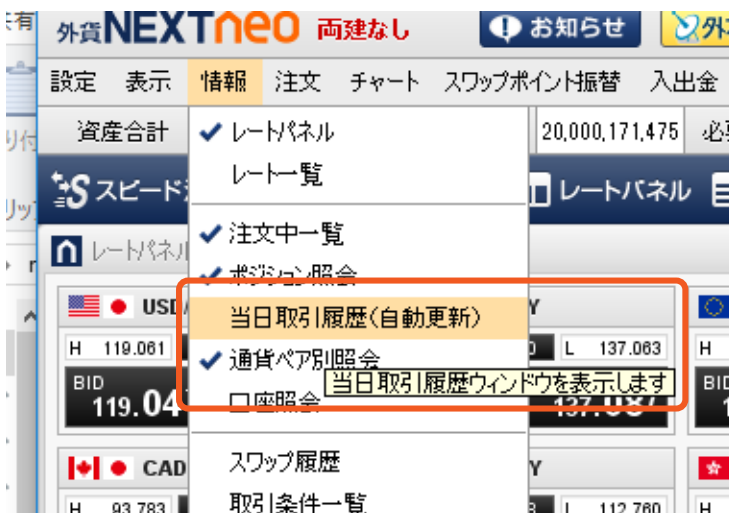 外貨NEXTneo 両建なし お知らせ
設定 表示 情報 注文 チャート スワップポイント振替 入出金
資産合計 20,000,171,475
レートパネル
レート一覧
スピード
レートパネル
注文中一覧
レートパネル
ポジション照会
当日取引履歴(自動更新)
USD
Y
通貨ペア別照会
H 119.061 L 137.063 H
当日取引履歴ウィンドウを表示します
BID
119.04
口座照会
137.087
BID
スワップ履歴
CAD
Y
取引条件一覧
H 93.783 L 112.760 H